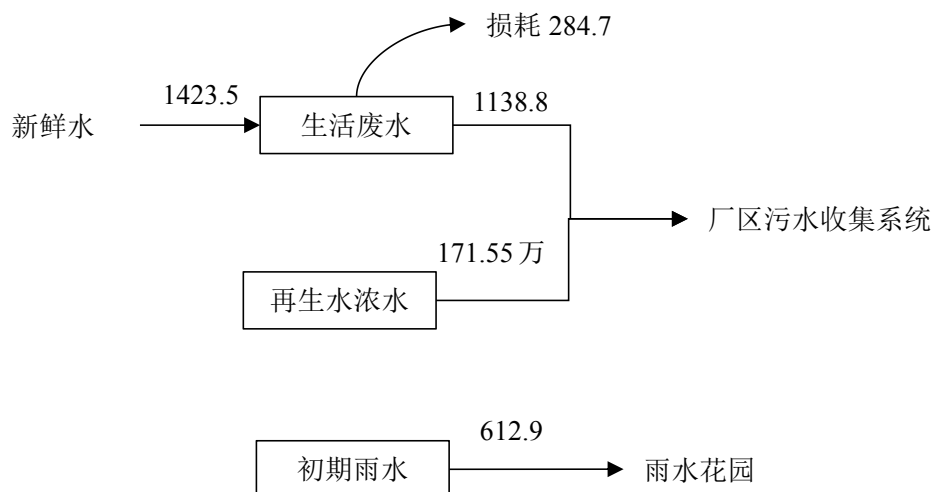 损耗 284.7
1423.5
1138.8
新鲜水
生活废水
厂区污水收集系统
171.55 万
再生水浓水
612.9
初期雨水
雨水花园